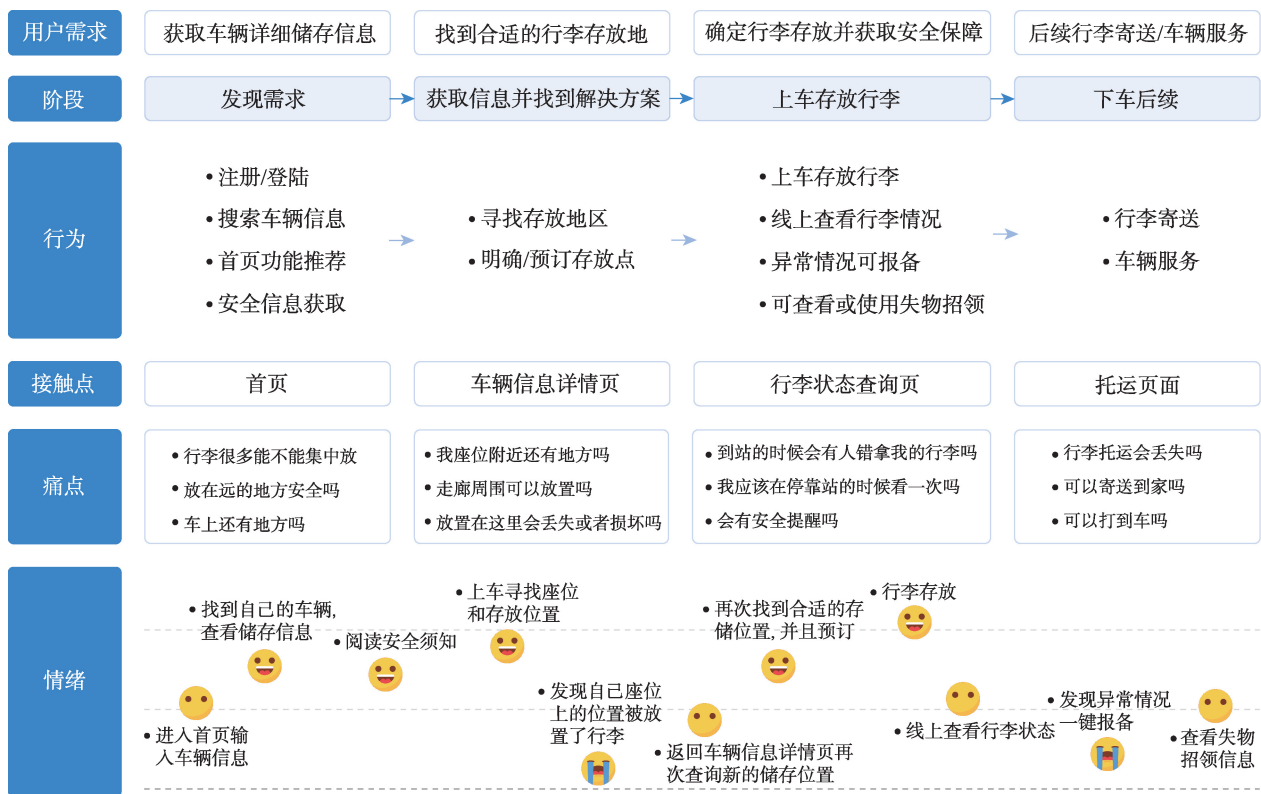 用户需求
获取车辆详细储存信息
找到合适的行李存放地
确定行李存放并获取安全保障
后续行李寄送/车辆服务
阶段
发现需求
获取信息并找到解决方案
上车存放行李
下车后续
行为
• 注册/登陆
• 搜索车辆信息
• 首页功能推荐
• 安全信息获取
• 寻找存放地区
• 明确/预订存放点
• 上车存放行李
• 线上查看行李情况
• 异常情况可报备
• 可查看或使用失物招领
• 行李寄送
• 车辆服务
接触点
首页
车辆信息详情页
行李状态查询页
托运页面
痛点
• 行李很多能不能集中放
• 放在远的地方安全吗
• 车上还有地方吗
• 我座位附近还有地方吗
• 走廊周围可以放置吗
• 放置在这里会丢失或者损坏吗
• 到站的时候会有人错拿我的行李吗
• 我应该在停靠站的时候看一次吗
• 会有安全提醒吗
• 行李托运会丢失吗
• 可以寄送到家吗
• 可以打到车吗
情绪
• 进入首页输
入车辆信息
• 找到自己的车辆,
查看储存信息
• 阅读安全须知
• 上车寻找座位
和存放位置
• 发现自己座位
上的位置被放
置了行李
• 返回车辆信息详情页再
次查询新的储存位置
• 再次找到合适的存
储位置, 并且预订
• 行李存放
• 线上查看行李状态
• 发现异常情况
一键报备
• 查看失物
招领信息